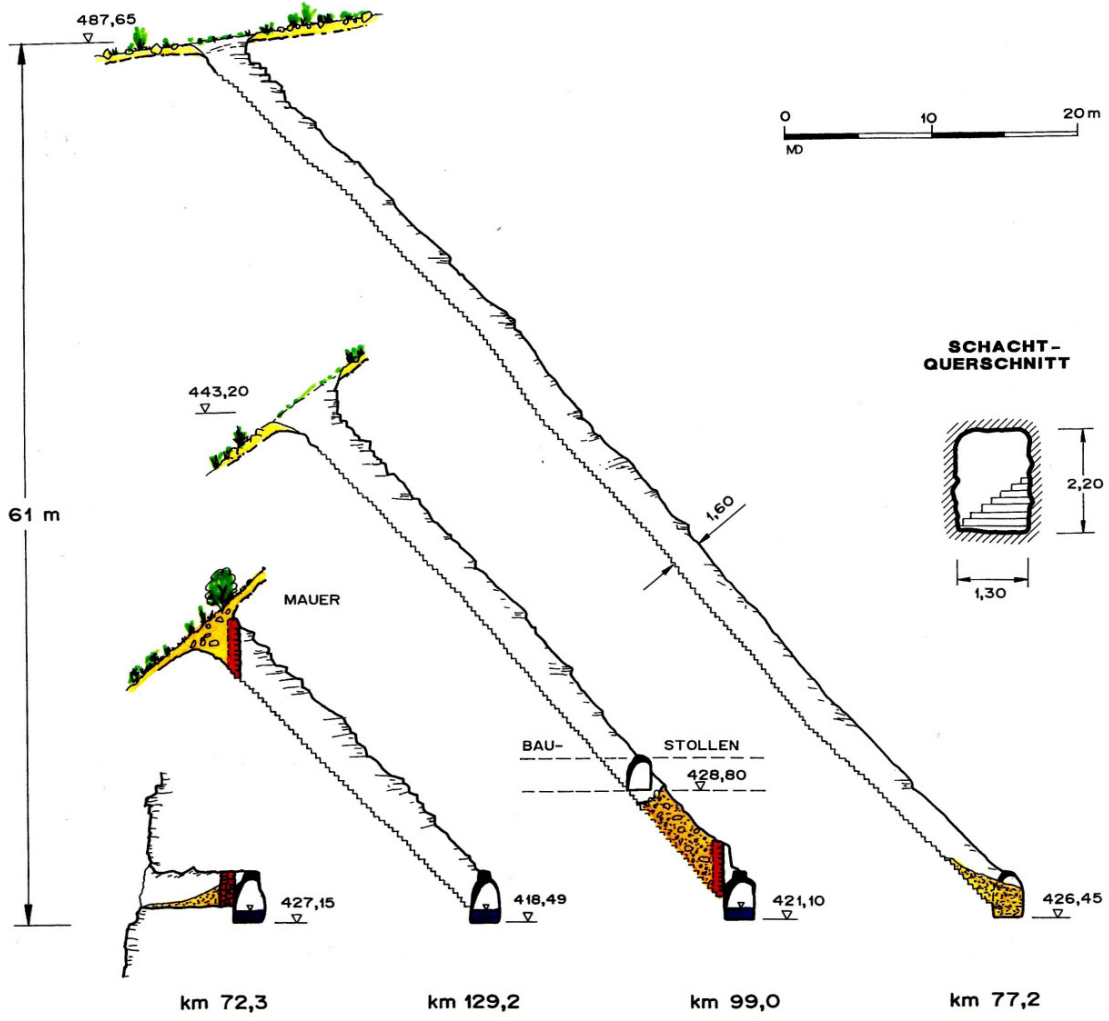 487,65
0 10 20 m
MD
443,20
SCHACHT-
QUERSCHNITT
61 m
1,60
2,20
1,30
MAUER
BAU- STOLLEN
428,80
427,15
418,49
421,10
426,45
km 72,3
km 129,2
km 99,0
km 77,2